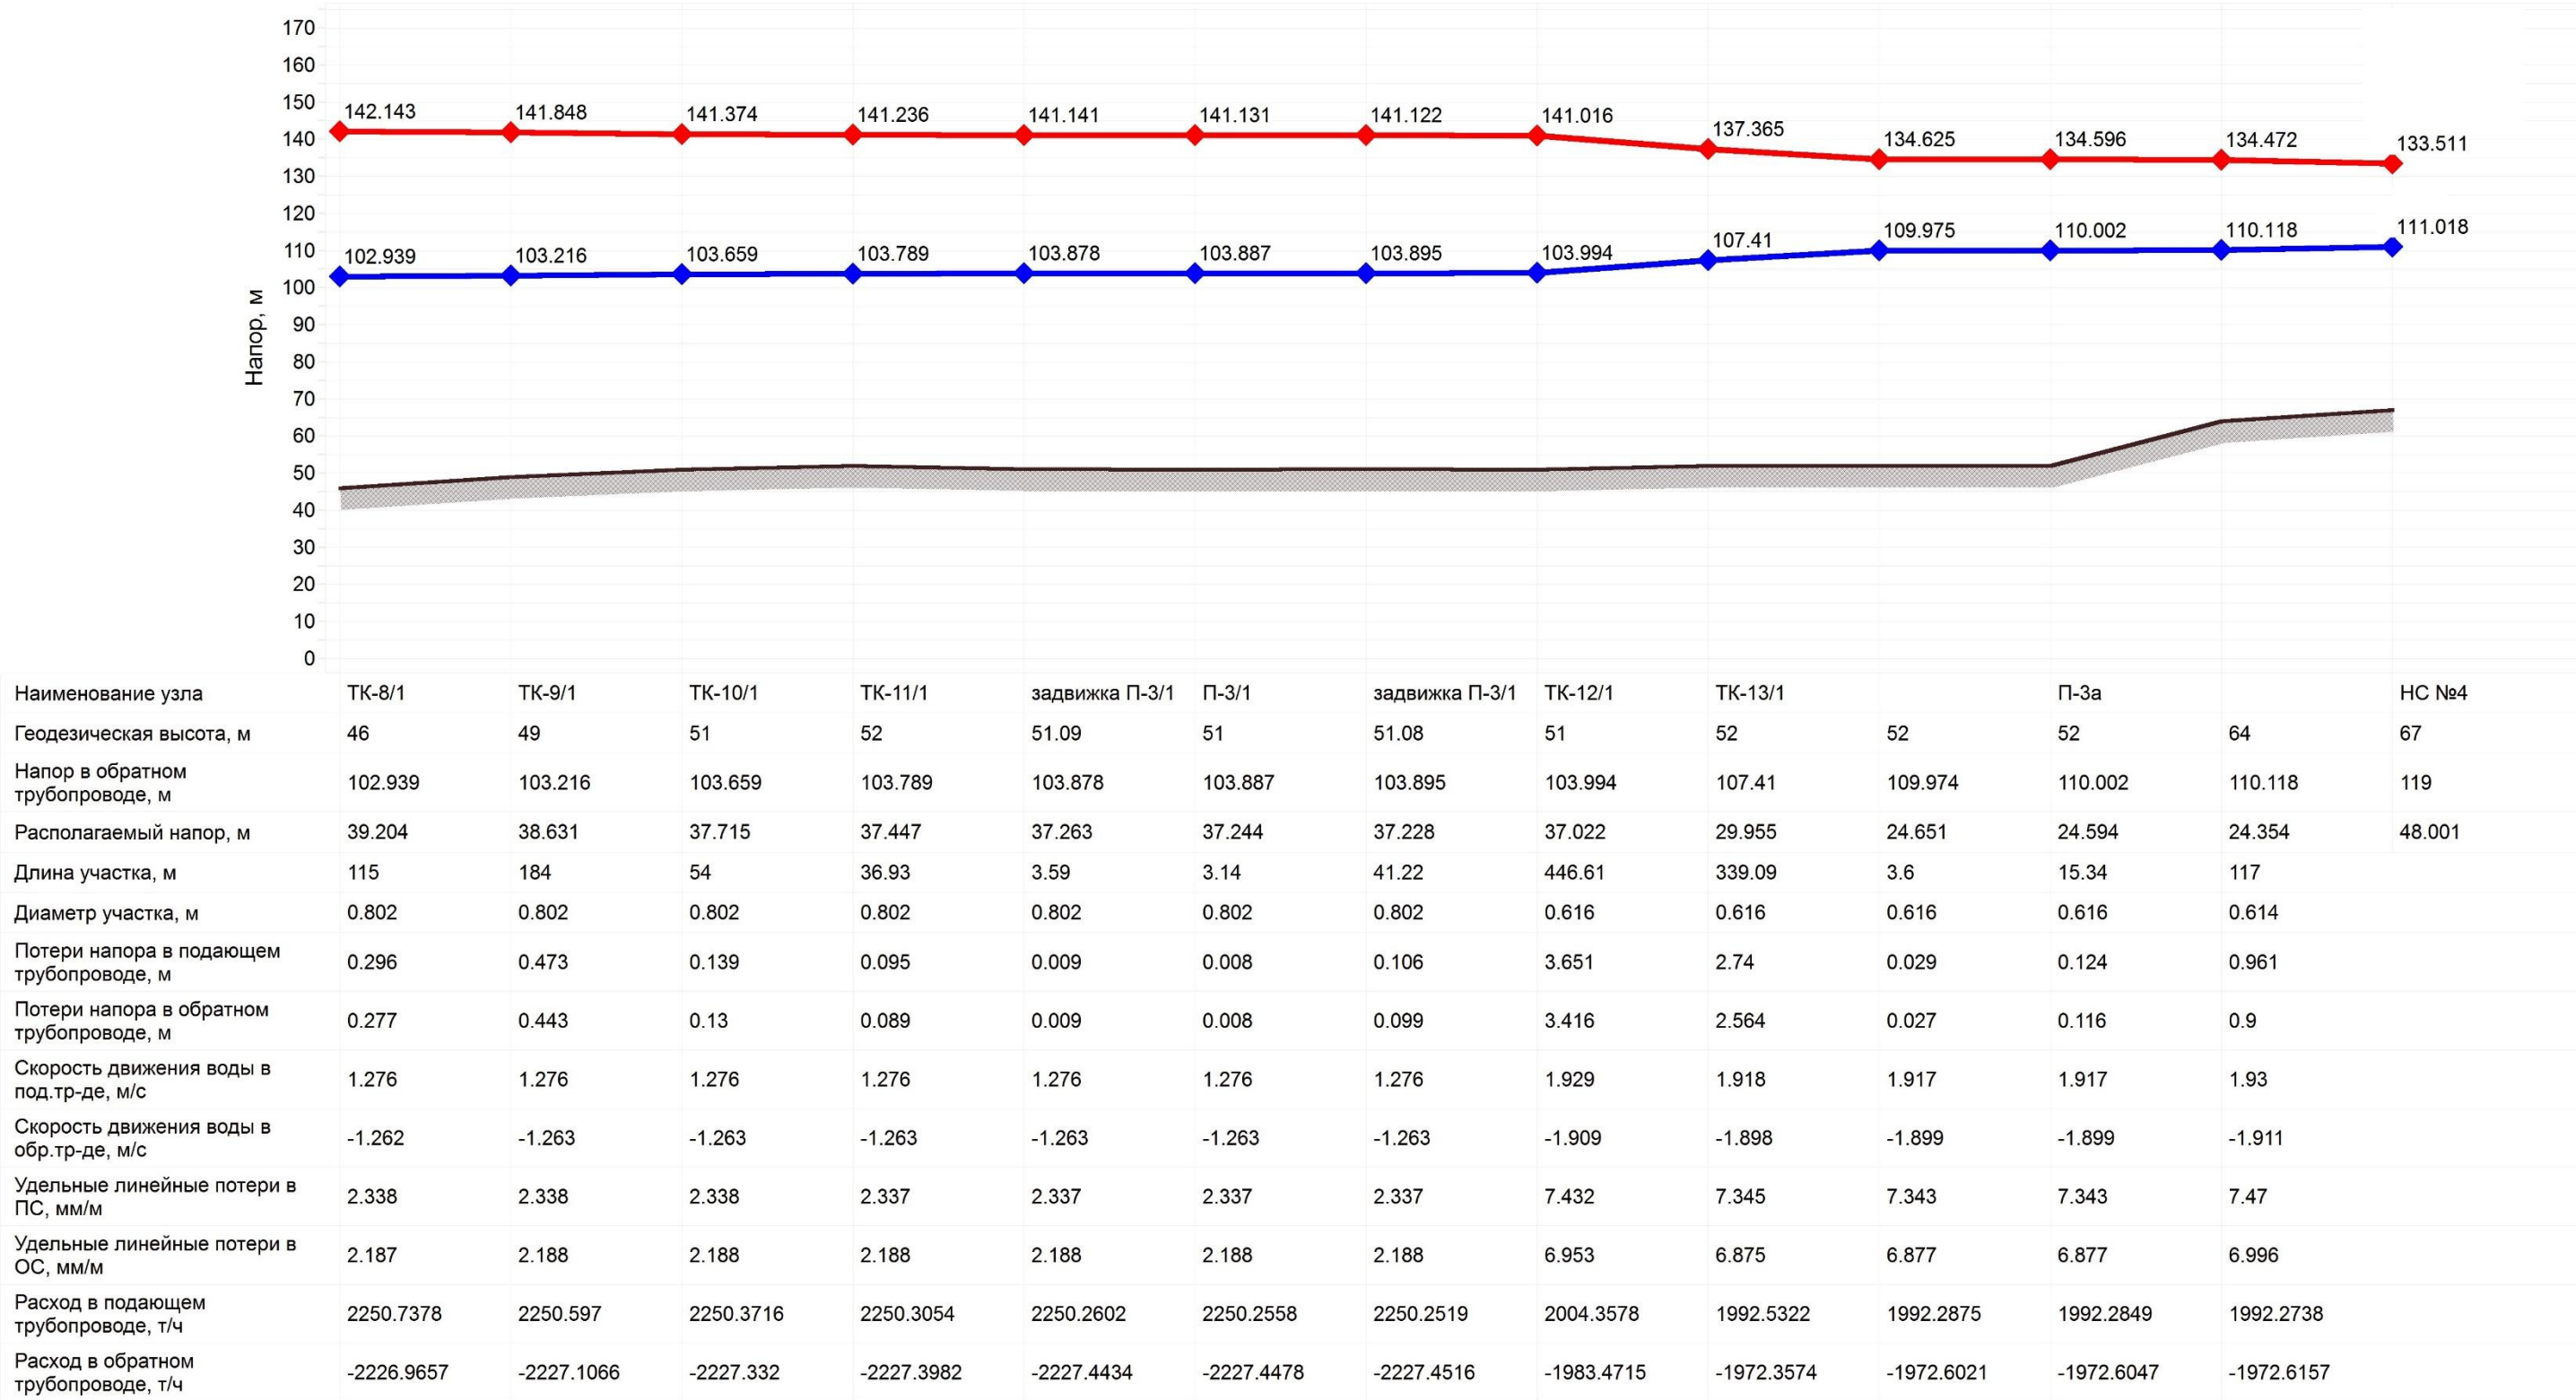 170
160
150
140
130
120
110
100
90
80
70
60
50
40
30
20
10
0
Напор, м
142.143 141.848 141.374 141.236 141.141 141.131 141.122 141.016 137.365 134.625 134.596 134.472 133.511
102.939 103.216 103.659 103.789 103.878 103.887 103.895 103.994 107.41 109.975 110.002 110.118 111.018
Наименование узла ТК-8/1 ТК-9/1 ТК-10/1 ТК-11/1 задвижка П-3/1 П-3/1 задвижка П-3/1 ТК-12/1 ТК-13/1 П-3а НС №4
Геодезическая высота, м 46 49 51 52 51.09 51 51.08 51 52 52 52 64 67
Напор в обратном
трубопроводе, м 102.939 103.216 103.659 103.789 103.878 103.887 103.895 103.994 107.41 109.974 110.002 110.118 119
Располагаемый напор, м 39.204 38.631 37.715 37.447 37.263 37.244 37.228 37.022 29.955 24.651 24.594 24.354 48.001
Длина участка, м 115 184 54 36.93 3.59 3.14 41.22 446.61 339.09 3.6 15.34 117
Диаметр участка, м 0.802 0.802 0.802 0.802 0.802 0.802 0.802 0.616 0.616 0.616 0.616 0.614
Потери напора в подающем
трубопроводе, м 0.296 0.473 0.139 0.095 0.009 0.008 0.106 3.651 2.74 0.029 0.124 0.961
Потери напора в обратном
трубопроводе, м 0.277 0.443 0.13 0.089 0.009 0.008 0.099 3.416 2.564 0.027 0.116 0.9
Скорость движения воды в
под.тр-де, м/с 1.276 1.276 1.276 1.276 1.276 1.276 1.276 1.929 1.918 1.917 1.917 1.93
Скорость движения воды в
обр.тр-де, м/с -1.262 -1.263 -1.263 -1.263 -1.263 -1.263 -1.263 -1.909 -1.898 -1.899 -1.899 -1.911
Удельные линейные потери в
ПС, мм/м 2.338 2.338 2.338 2.337 2.337 2.337 2.337 7.432 7.345 7.343 7.343 7.47
Удельные линейные потери в
ОС, мм/м 2.187 2.188 2.188 2.188 2.188 2.188 2.188 6.953 6.875 6.877 6.877 6.996
Расход в подающем
трубопроводе, т/ч 2250.7378 2250.597 2250.3716 2250.3054 2250.2602 2250.2558 2250.2519 2004.3578 1992.5322 1992.2875 1992.2849 1992.2738
Расход в обратном
трубопроводе, т/ч -2226.9657 -2227.1066 -2227.332 -2227.3982 -2227.4434 -2227.4478 -2227.4516 -1983.4715 -1972.3574 -1972.6021 -1972.6047 -1972.6157